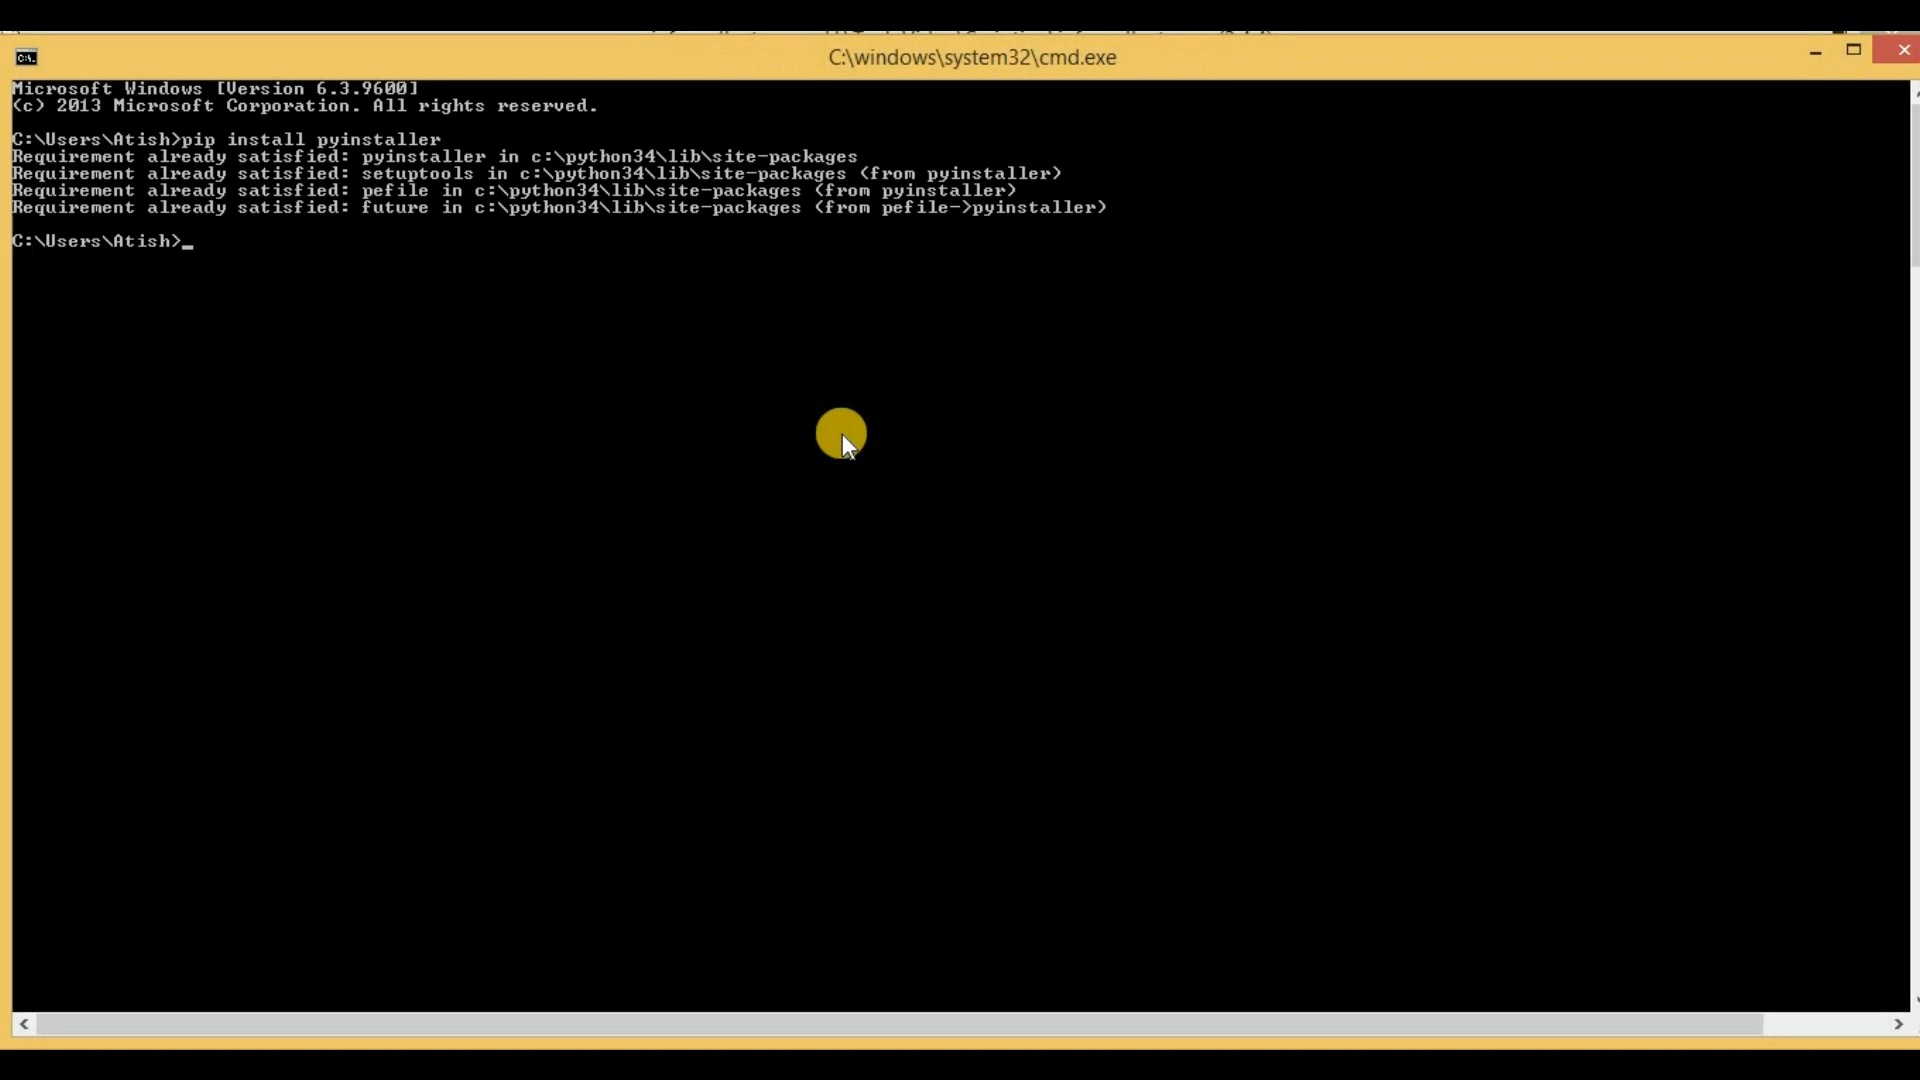 C:\windows\system32\cmd.exe
Microsoft Windows [Version 6.3.9600]
(c) 2013 Microsoft Corporation. All rights reserved.
C:\Users\Atish>pip install pyinstaller
Requirement already satisfied: pyinstaller in c:\python34\lib\site-packages
Requirement already satisfied: setuptools in c:\python34\lib\site-packages (from pyinstaller)
Requirement already satisfied: pefile in c:\python34\lib\site-packages (from pyinstaller)
Requirement already satisfied: future in c:\python34\lib\site-packages (from pefile->pyinstaller)
C:\Users\Atish>_